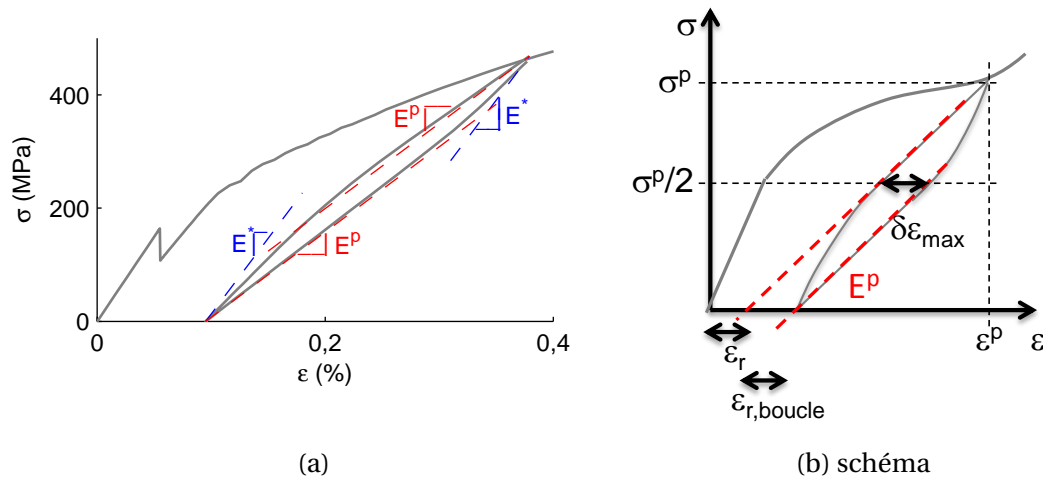 σ (MPa)
400
200
0
0
0,2
0,4
ε (%)
E^p
E^*
E^*
E^p
(a)
σ
σ^p
σ^p/2
δε_max
E^p
ε_r
ε^p
ε
ε_r,boucle
(b) schéma